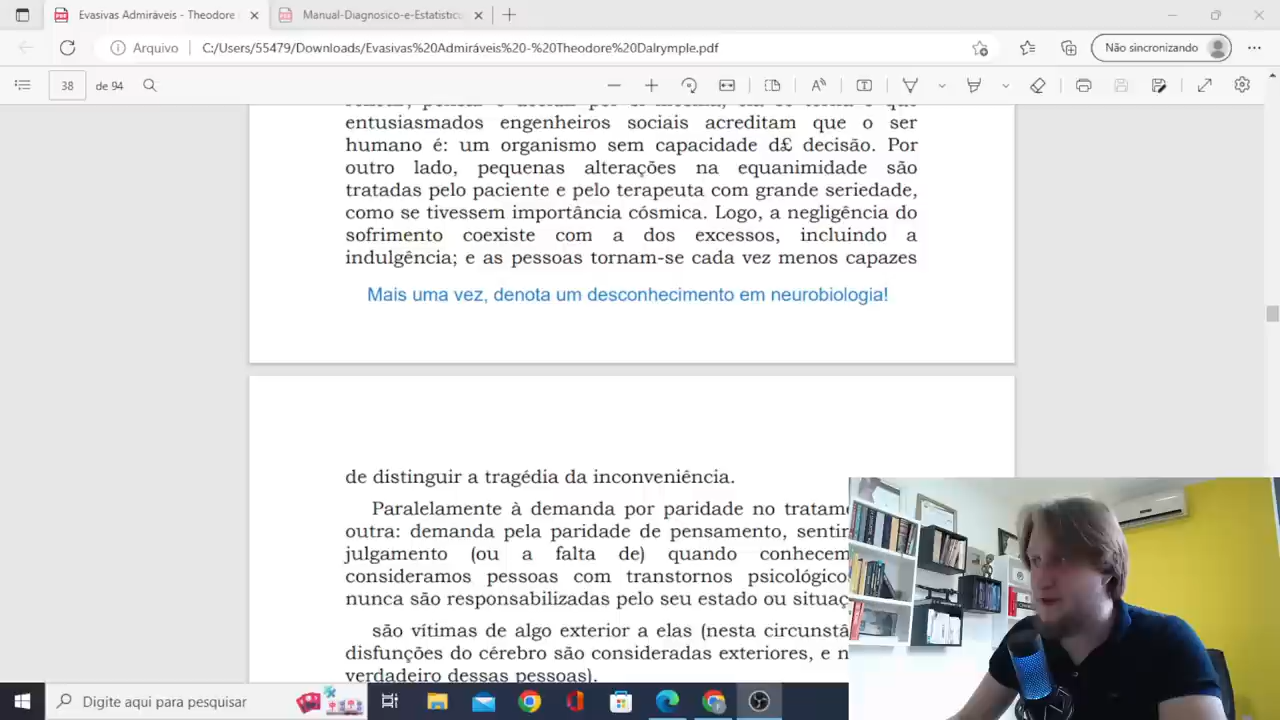 Evasivas Admiráveis - Theodore
Manual-Diagnosico-e-Estatistico
Arquivo
C:/Users/55479/Downloads/Evasivas%20Admiráveis%20-%20Theodore%20Dalrymple.pdf
Não sincronizando
38
de 94
entusiasmados engenheiros sociais acreditam que o ser
humano é: um organismo sem capacidade d£ decisão. Por
outro lado, pequenas alterações na equanimidade são
tratadas pelo paciente e pelo terapeuta com grande seriedade,
como se tivessem importância cósmica. Logo, a negligência do
sofrimento coexiste com a dos excessos, incluindo a
indulgência; e as pessoas tornam-se cada vez menos capazes
Mais uma vez, denota um desconhecimento em neurobiologia!
de distinguir a tragédia da inconveniência.
Paralelamente à demanda por paridade no tratam
outra: demanda pela paridade de pensamento, senti
julgamento (ou a falta de) quando conhecem
consideramos pessoas com transtornos psicológico
nunca são responsabilizadas pelo seu estado ou situaç
são vítimas de algo exterior a elas (nesta circunstâ
disfunções do cérebro são consideradas exteriores, e n
verdadeiro dessas pessoas).
Digite aqui para pesquisar